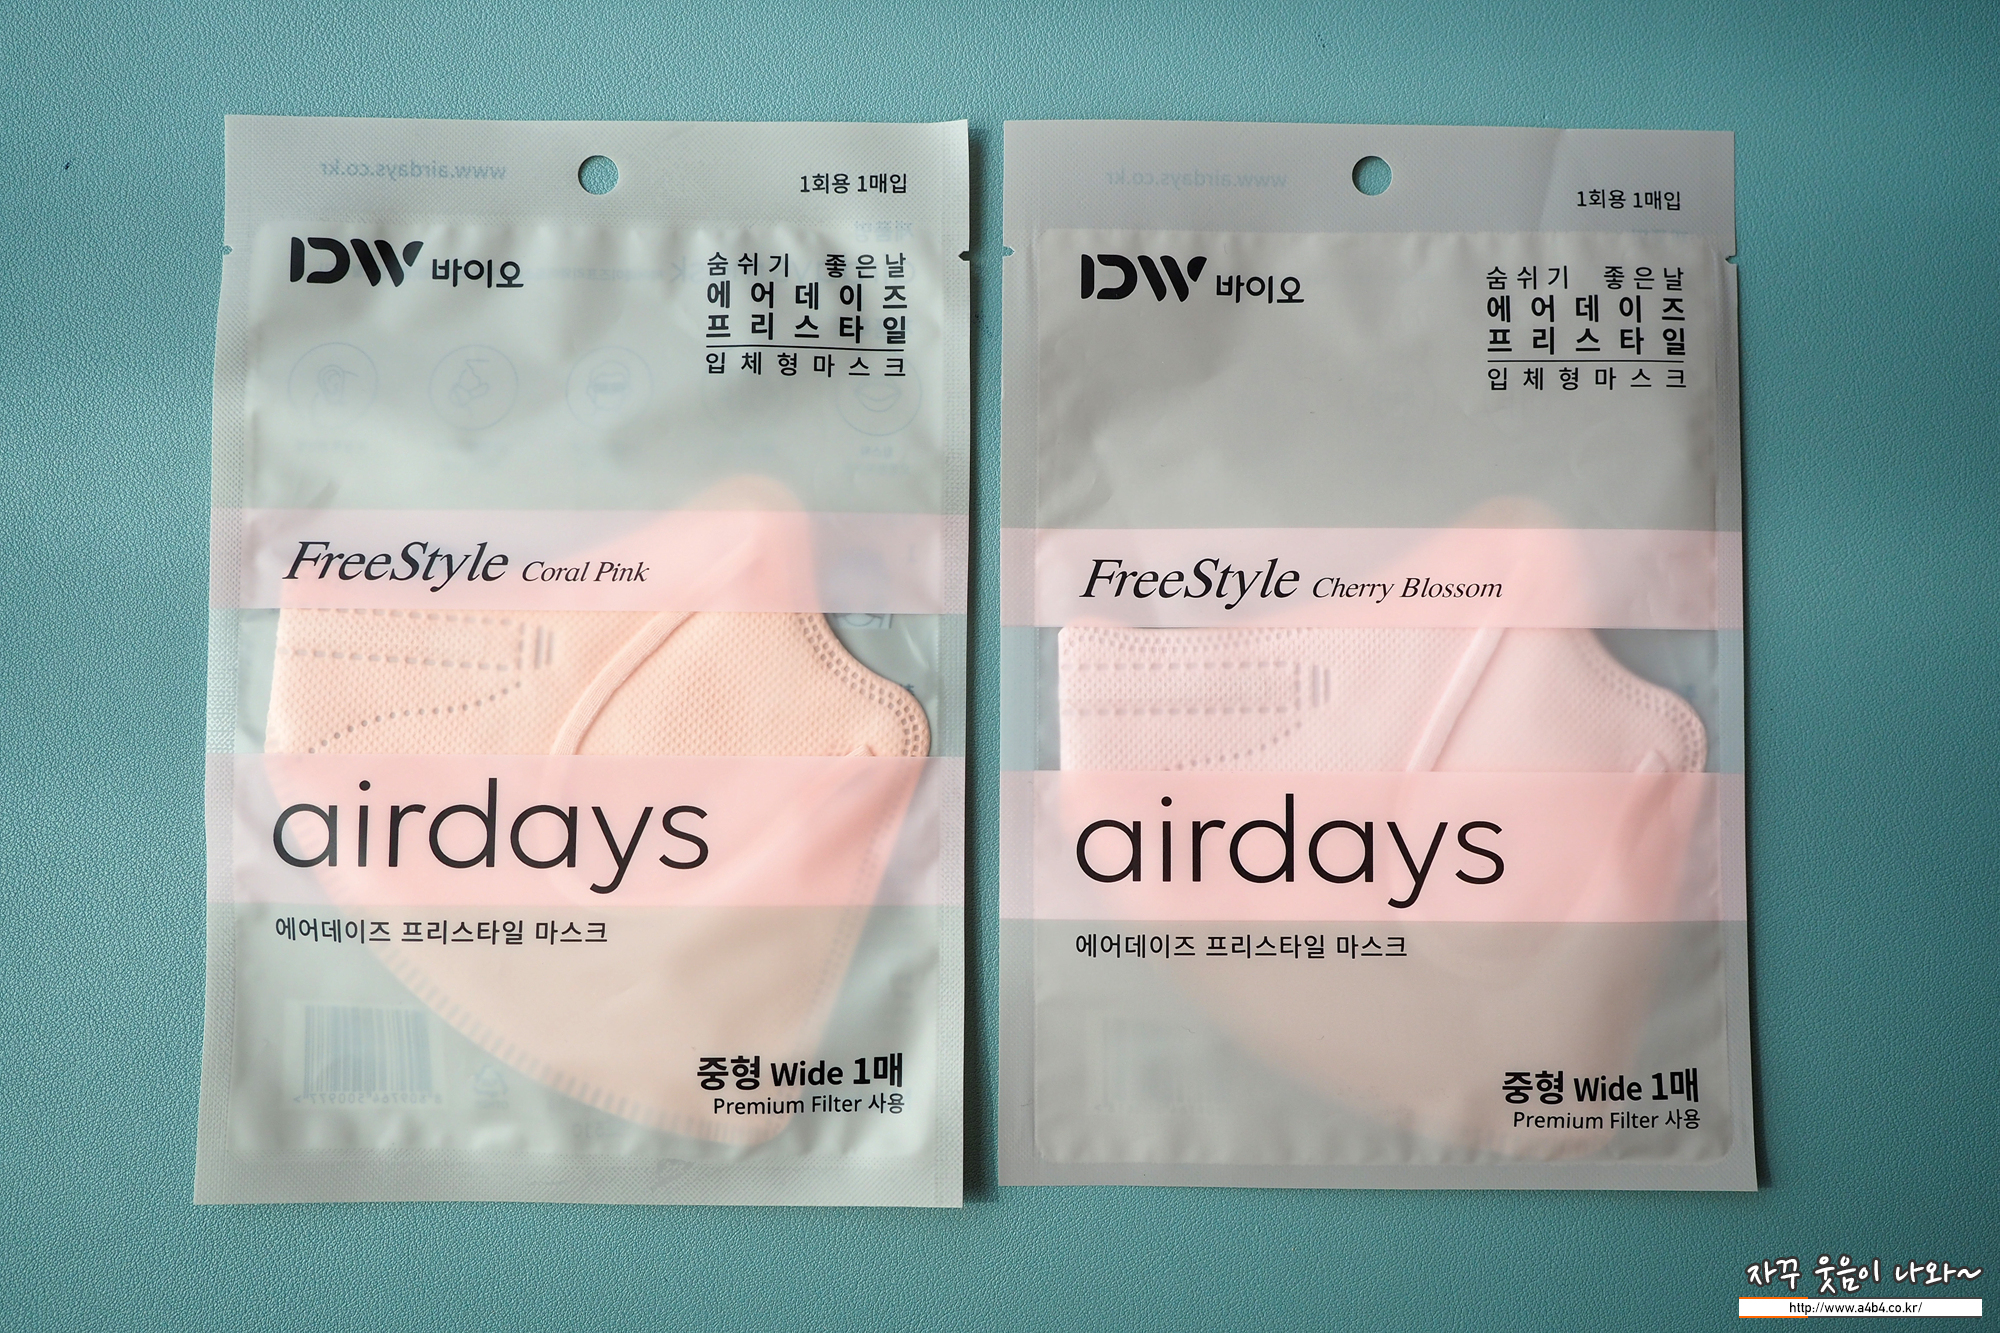 www.airdays.co.kr
1회용 1매입
DW 바이오
숨쉬기 좋은날
에어데이즈
프리스타일
입체형마스크
FreeStyle Coral Pink
airdays
에어데이즈 프리스타일 마스크
중형 Wide 1매
Premium Filter 사용
www.airdays.co.kr
1회용 1매입
DW 바이오
숨쉬기 좋은날
에어데이즈
프리스타일
입체형마스크
FreeStyle Cherry Blossom
airdays
에어데이즈 프리스타일 마스크
중형 Wide 1매
Premium Filter 사용
자꾸 웃음이 나와~
http://www.a4b4.co.kr/